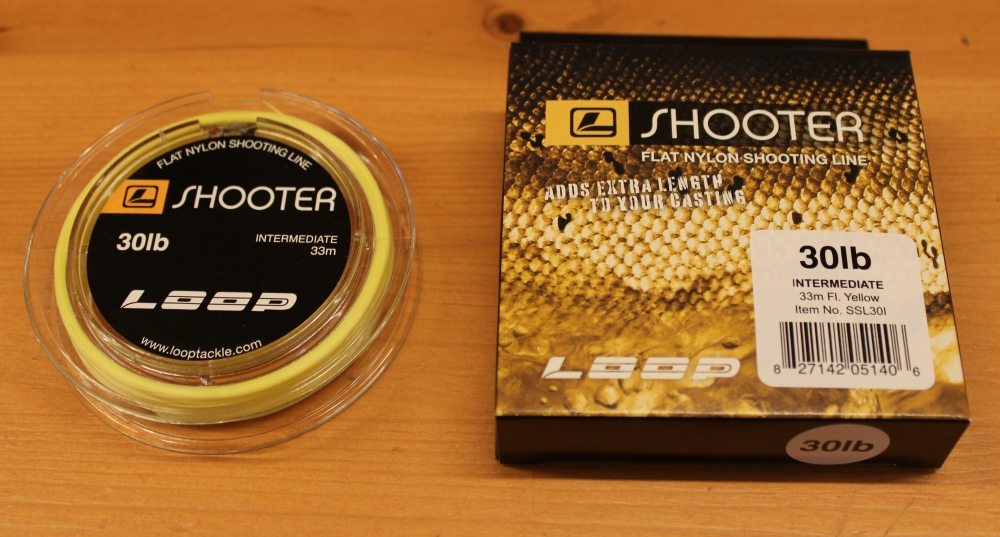 FLAT NYLON SHOOTING LINE
SHOOTER
30lb
INTERMEDIATE
33m
LOOP
www.looptackle.com
SHOOTER
FLAT NYLON SHOOTING LINE
ADDS EXTRA LENGTH
TO YOUR CASTING
30lb
INTERMEDIATE
33m Fl. Yellow
Item No. SSL30I
8 27142 05140 6
LOOP
30lb